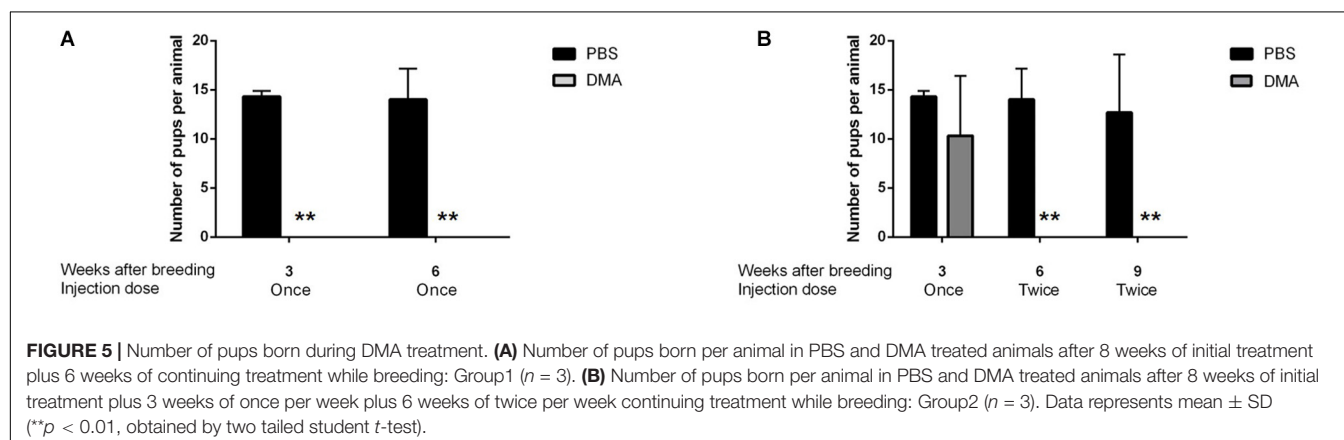 A
20
15
10
5
0
Number of pups per animal
PBS
DMA
**
**
Weeks after breeding 3 6
Injection dose Once Once
B
20
15
10
5
0
Number of pups per animal
PBS
DMA
**
**
Weeks after breeding 3 6 9
Injection dose Once Twice Twice
FIGURE 5 | Number of pups born during DMA treatment. (A) Number of pups born per animal in PBS and DMA treated animals after 8 weeks of initial treatment
plus 6 weeks of continuing treatment while breeding: Group1 (n = 3). (B) Number of pups born per animal in PBS and DMA treated animals after 8 weeks of initial
treatment plus 3 weeks of once per week plus 6 weeks of twice per week continuing treatment while breeding: Group2 (n = 3). Data represents mean ± SD
(**p < 0.01, obtained by two tailed student t-test).